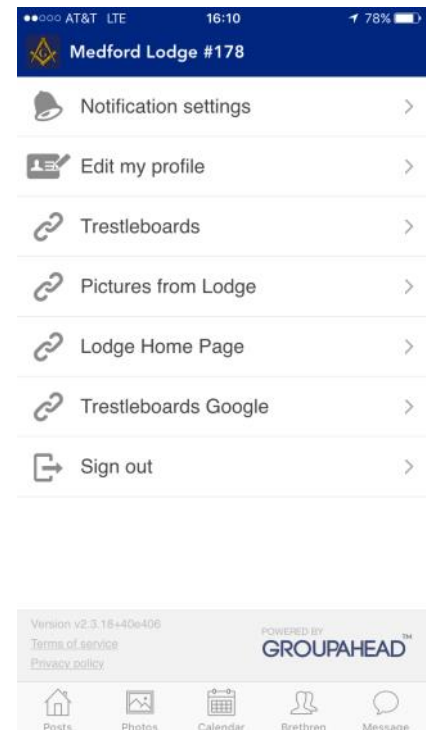 AT&T LTE 16:10 78%
Medford Lodge #178
Notification settings
Edit my profile
Trestleboards
Pictures from Lodge
Lodge Home Page
Trestleboards Google
Sign out
Version v2.3.18+40e406
Terms of service
Privacy policy
POWERED BY
GROUPAHEAD™
Posts Photos Calendar Brethren Message